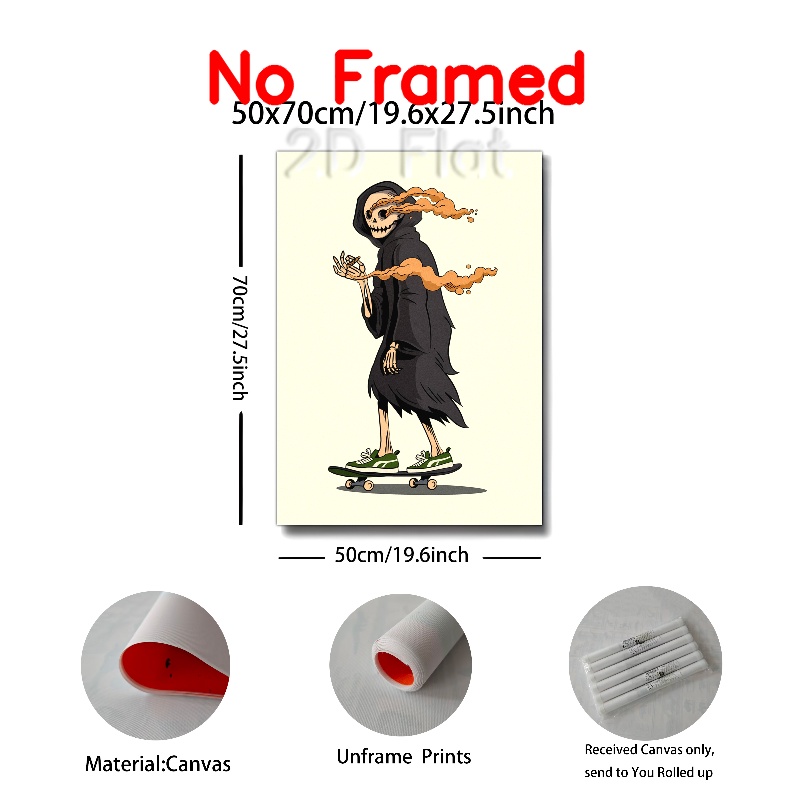 No Framed
50x70cm/19.6x27.5inch
2D Flat
70cm/27.5inch
50cm/19.6inch
Material:Canvas
Unframe Prints
Received Canvas only,
send to You Rolled up